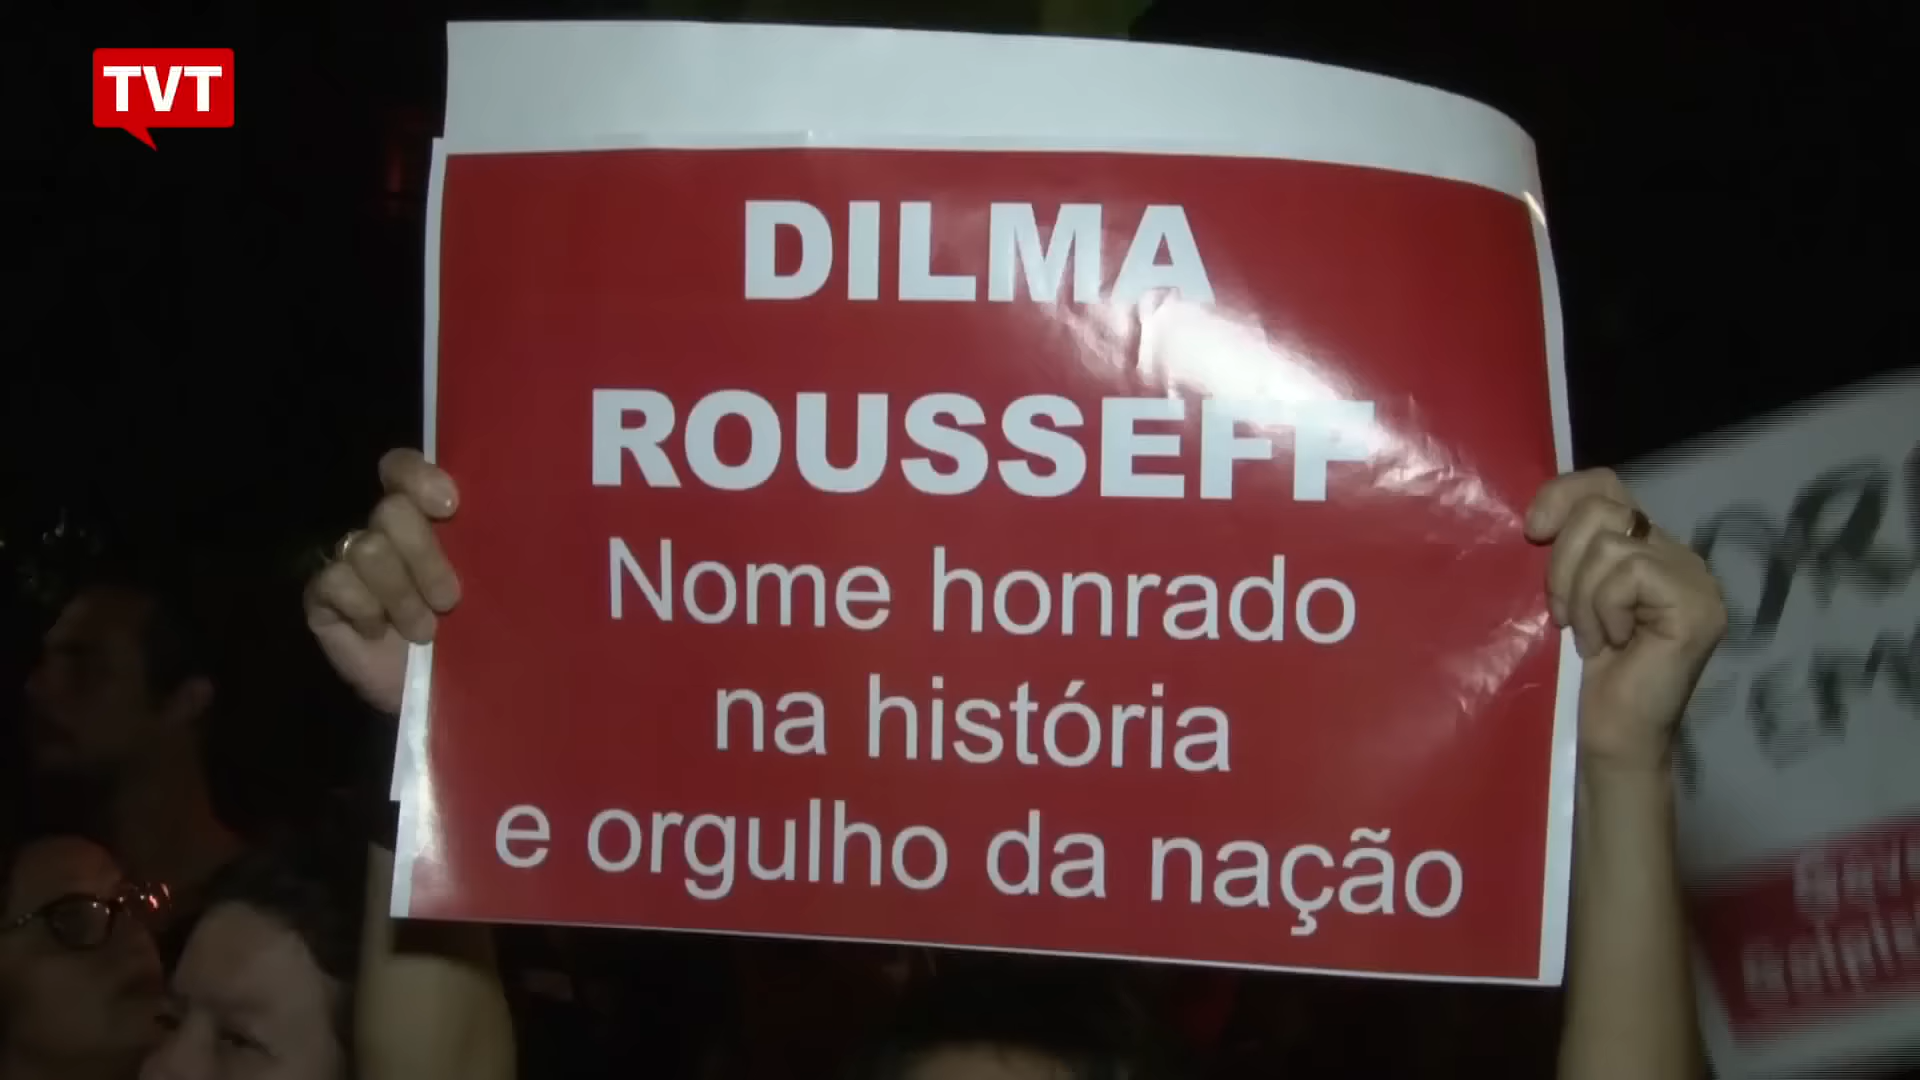 TVT
DILMA
ROUSSEFF
Nome honrado
na história
e orgulho da nação